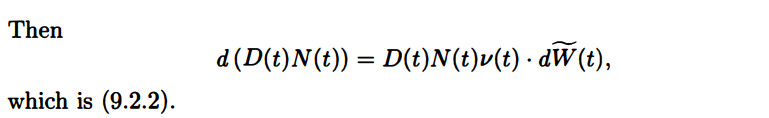 Then
d (D(t)N(t)) = D(t)N(t)ν(t) · dW̃(t),
which is (9.2.2).